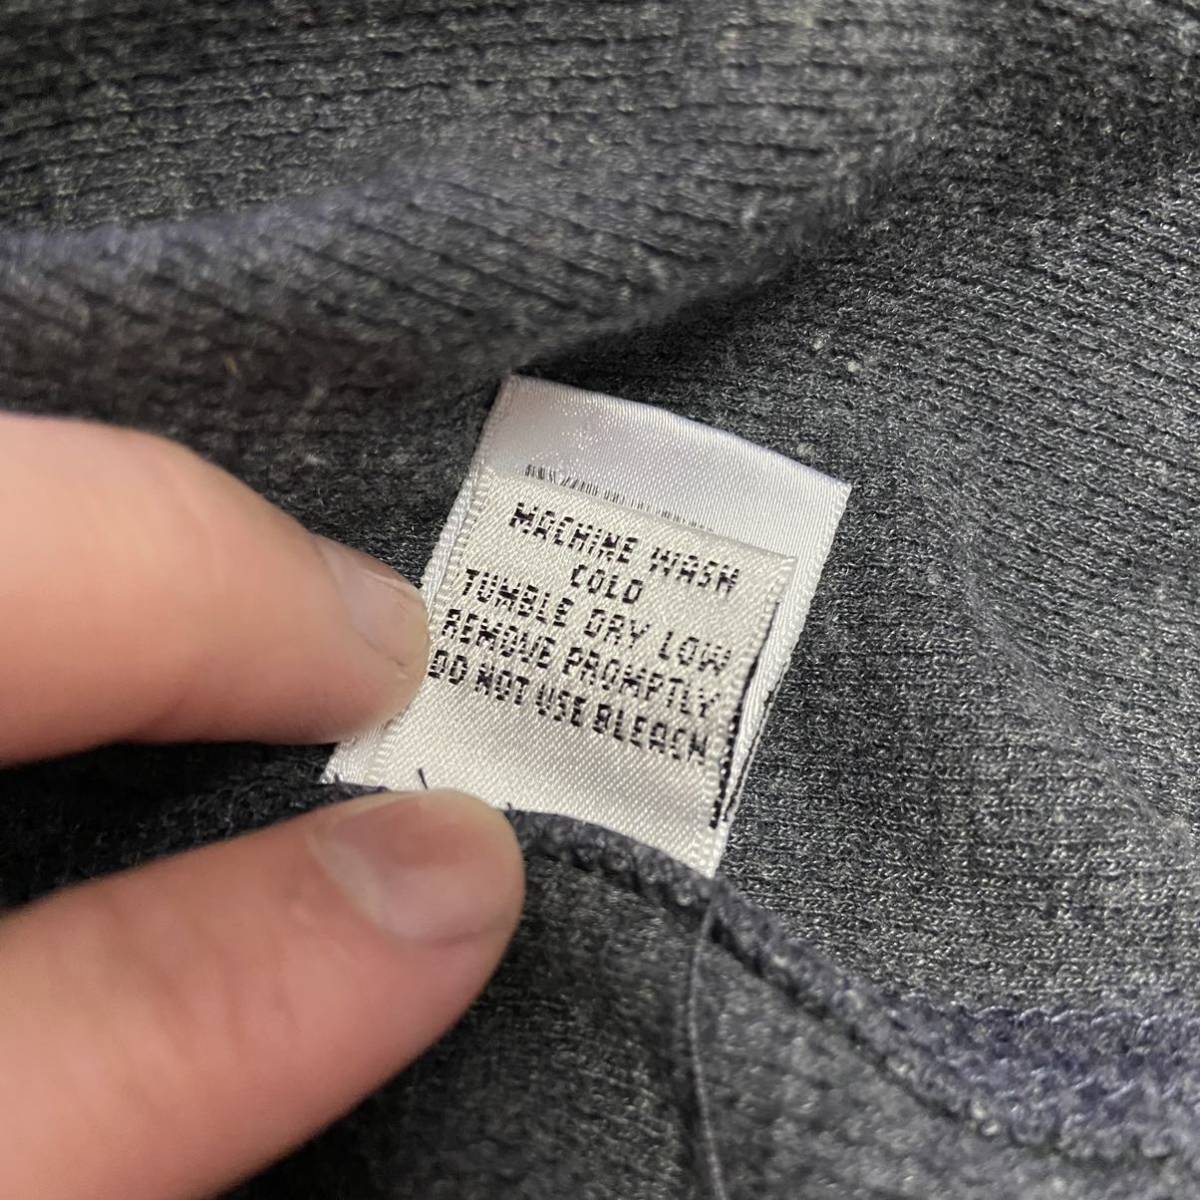 MACHINE WASH
COLD
TUMBLE DRY LOW
REMOVE PROMPTLY
DO NOT USE BLEACH